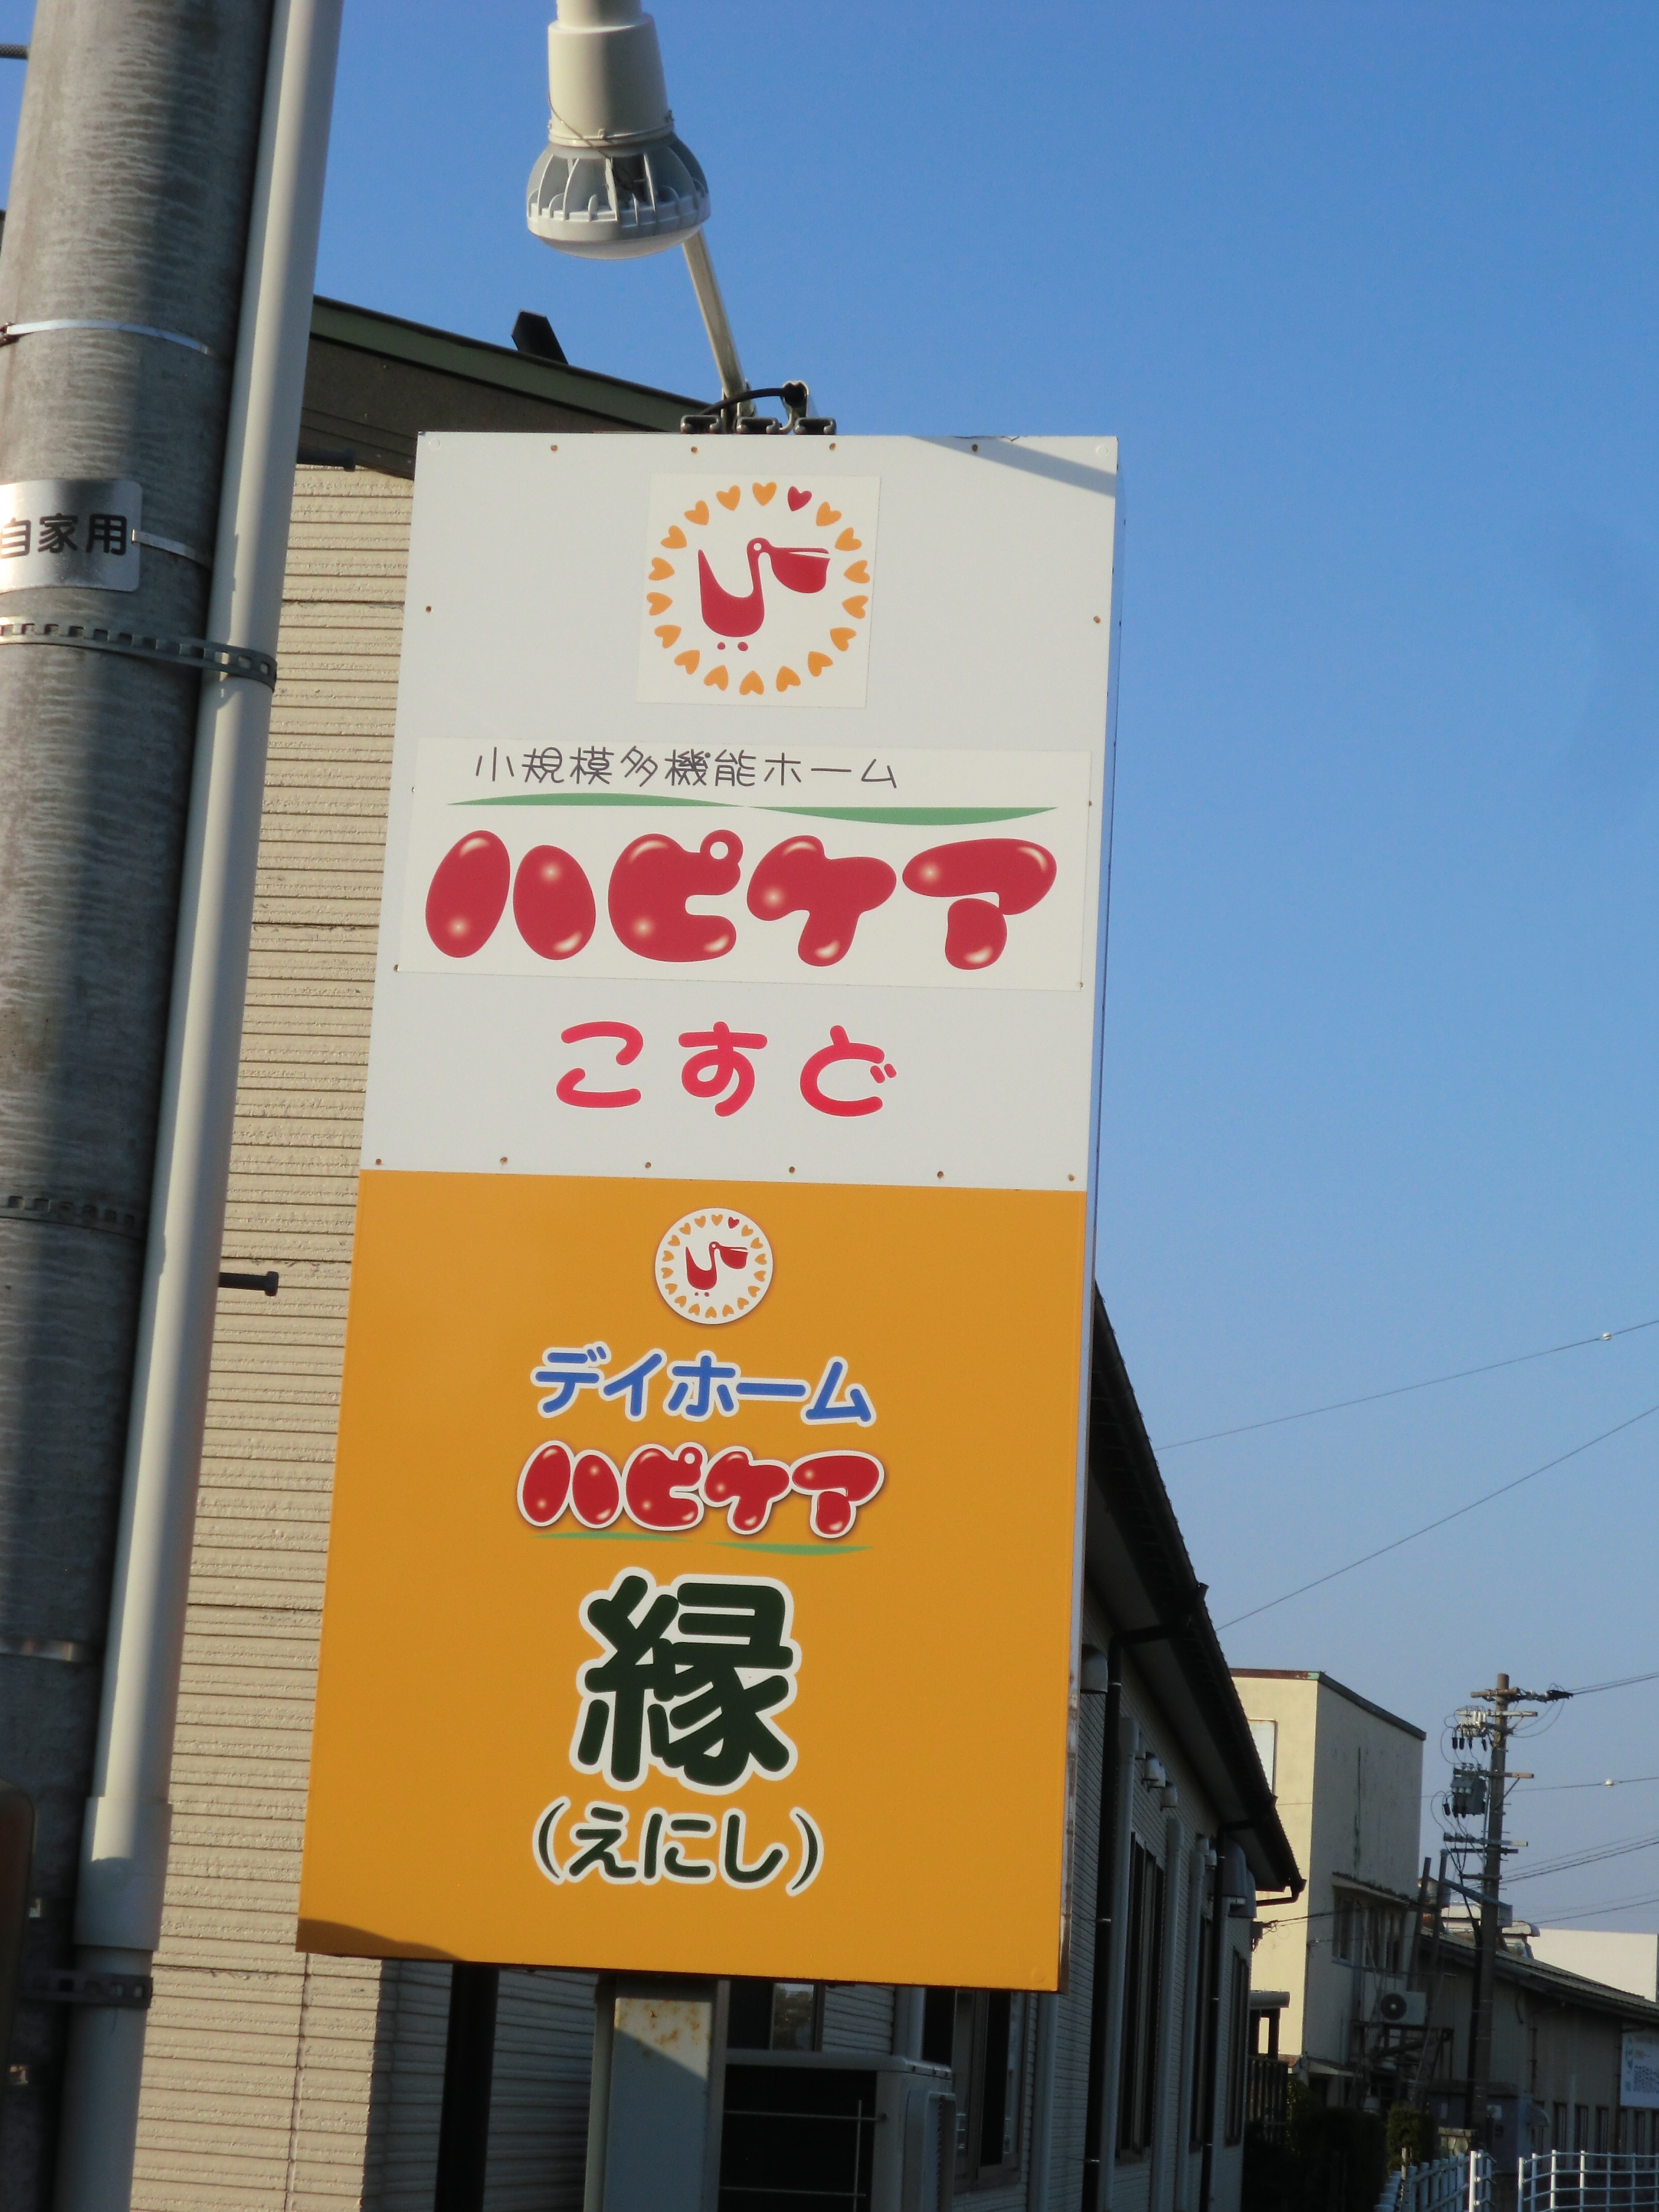 自家用
小規模多機能ホーム
ハピケア
こすど
デイホーム
ハピケア
縁
(えにし)